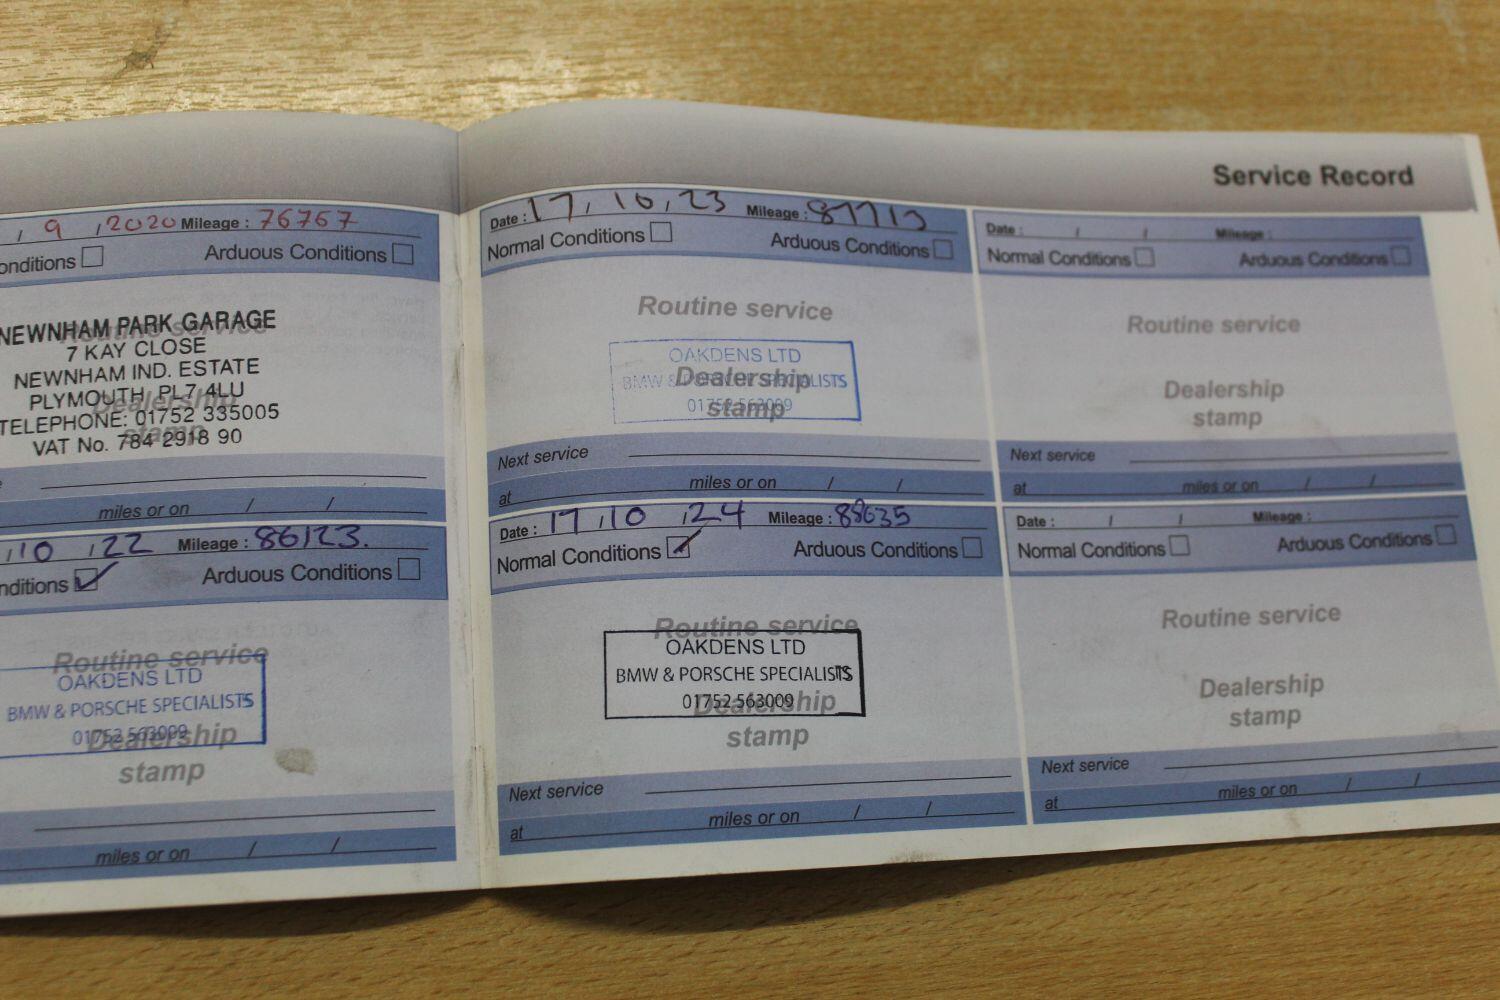 Service Record
/ 9 / 2020 Mileage : 76767
onditions Arduous Conditions
Routine service
NEWNHAM PARK GARAGE
7 KAY CLOSE
NEWNHAM IND. ESTATE
PLYMOUTH PL7 4LU
TELEPHONE: 01752 335005
VAT No. 784 2918 90
Dealership
stamp
miles or on / /
/ 10 / 22 Mileage : 86123.
nditions Arduous Conditions
Routine service
OAKDENS LTD
BMW & PORSCHE SPECIALISTS
01752 563009
Dealership
stamp
miles or on / /
Date : 17 / 10 / 23 Mileage :
Normal Conditions Arduous Conditions
Routine service
OAKDENS LTD
BMW & PORSCHE SPECIALISTS
01752 563009
Dealership
stamp
Next service
at miles or on / /
Date : 17 / 10 / 24 Mileage : 88635
Normal Conditions Arduous Conditions
Routine service
OAKDENS LTD
BMW & PORSCHE SPECIALISTS
01752 563009
Dealership
stamp
Next service
at miles or on / /
Date : / / Mileage :
Normal Conditions Arduous Conditions
Routine service
Dealership
stamp
Next service
at miles or on / /
Date : / / Mileage :
Normal Conditions Arduous Conditions
Routine service
Dealership
stamp
Next service
at miles or on / /